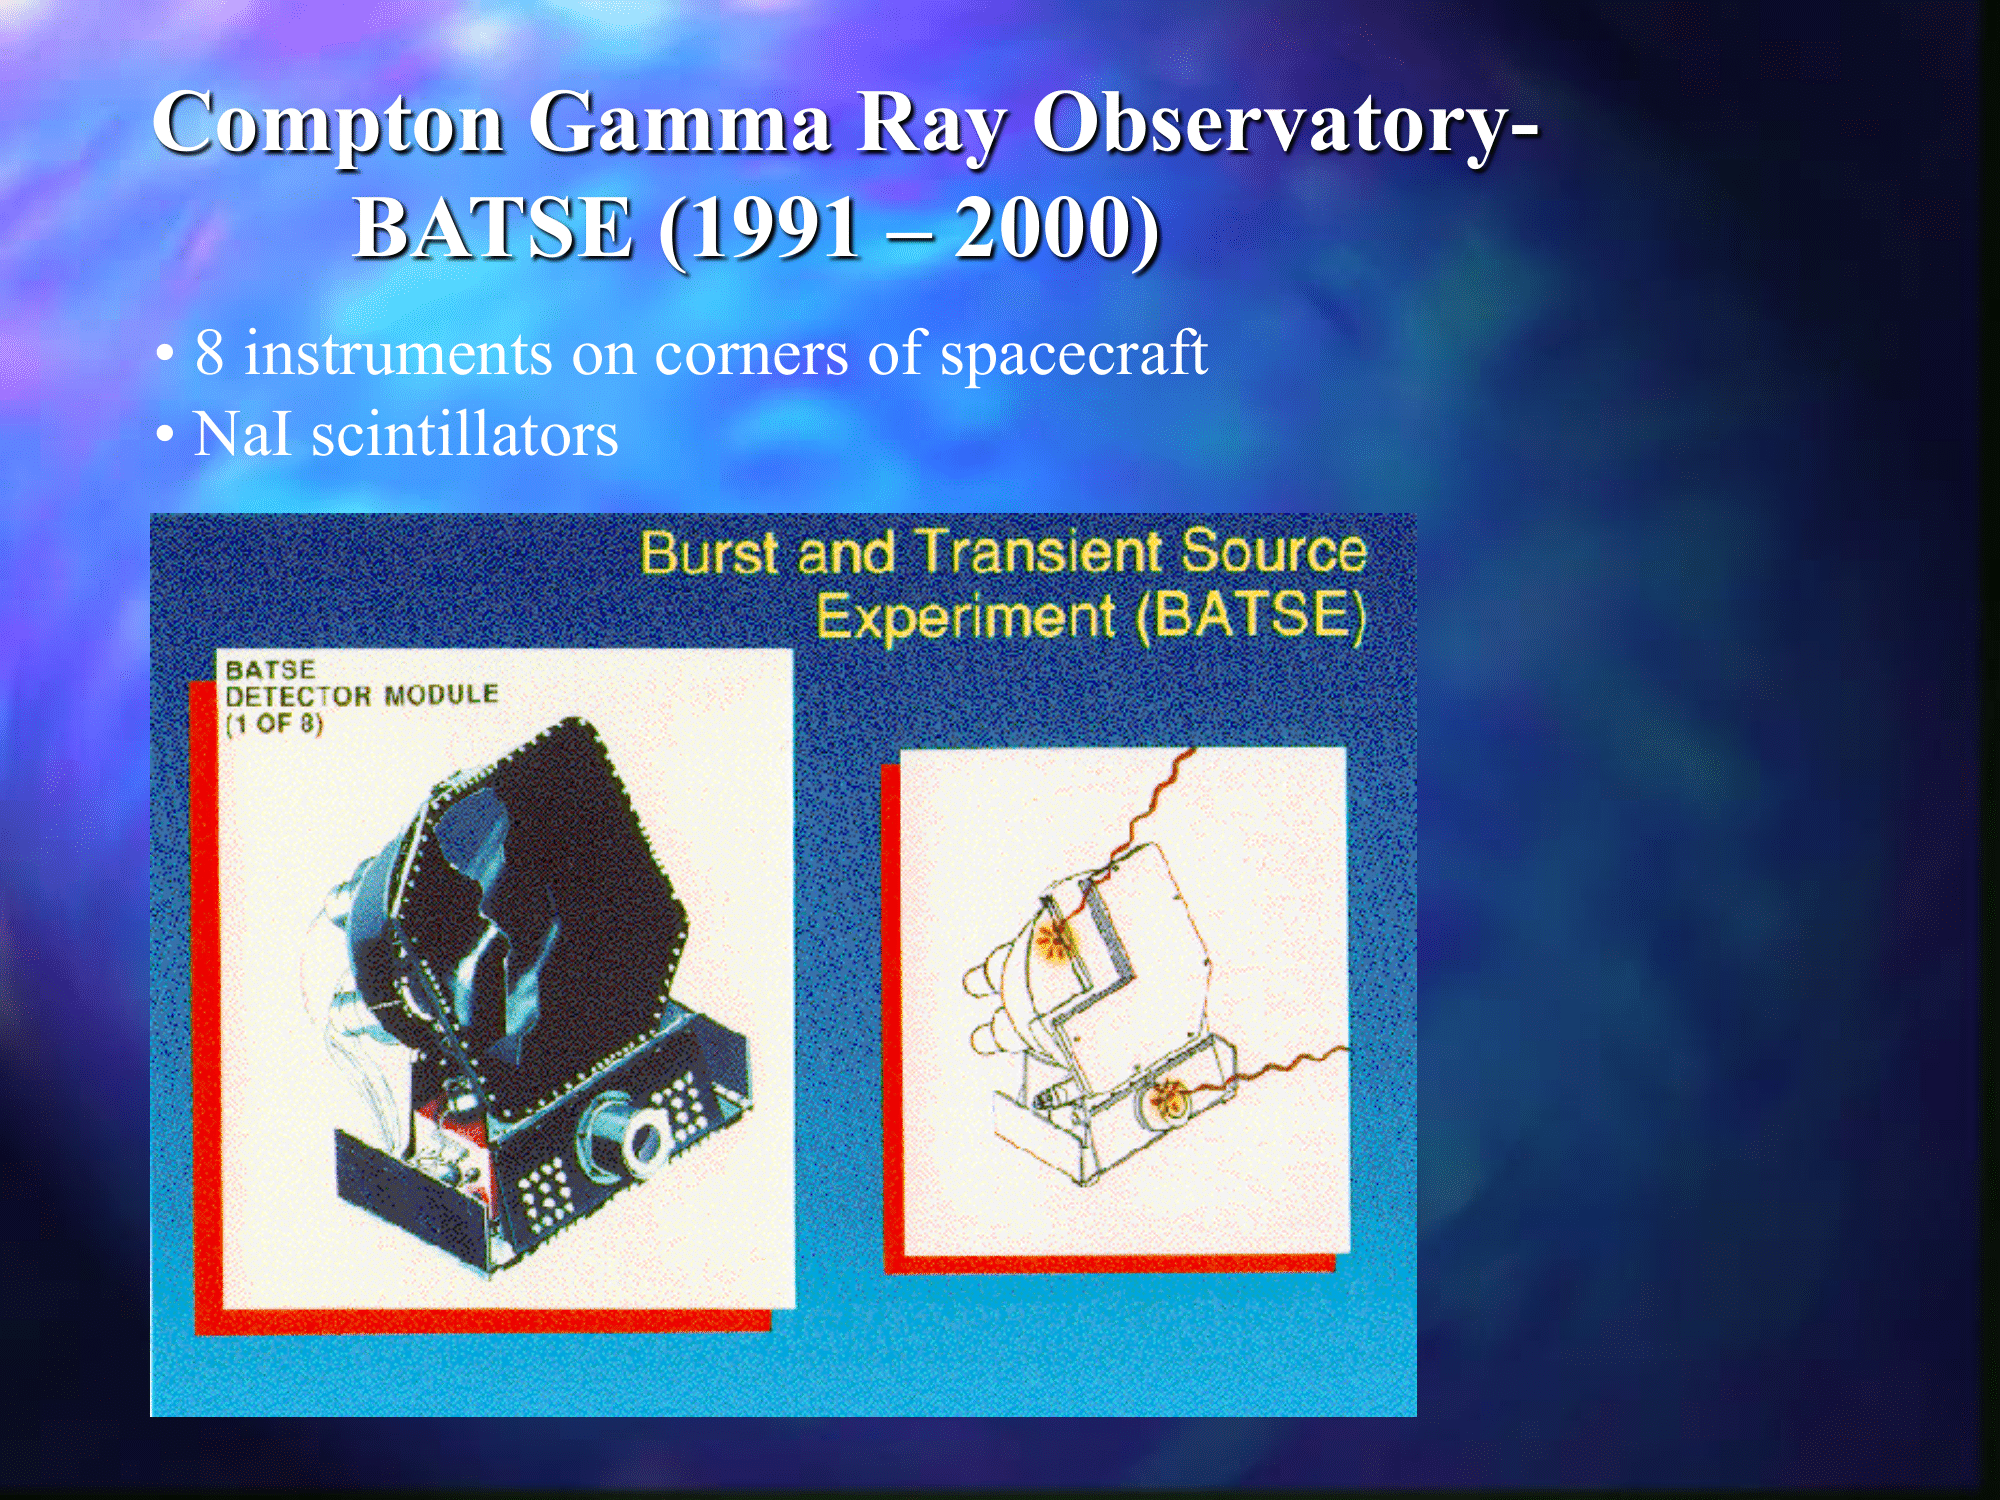 Compton Gamma Ray Observatory-
BATSE (1991 – 2000)
• 8 instruments on corners of spacecraft
• NaI scintillators
Burst and Transient Source
Experiment (BATSE)
BATSE
DETECTOR MODULE
(1 OF 8)